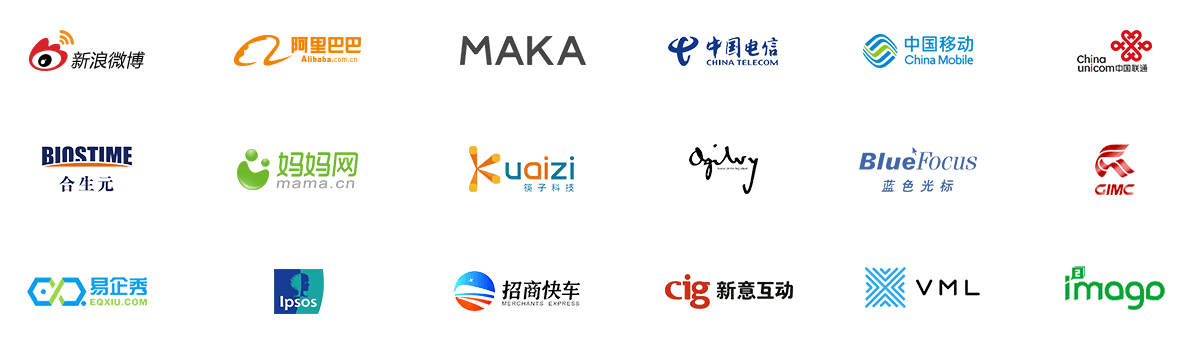 新浪微博
阿里巴巴
Alibaba.com.cn
MAKA
中国电信
CHINA TELECOM
中国移动
China Mobile
China
unicom中国联通
BIOSTIME
合生元
妈妈网
mama.cn
Kuaizi
筷子科技
Ogilvy
BlueFocus
蓝色光标
GIMC
易企秀
EQXIU.COM
Ipsos
招商快车
MERCHANTS EXPRESS
cig 新意互动
VML
2
imago